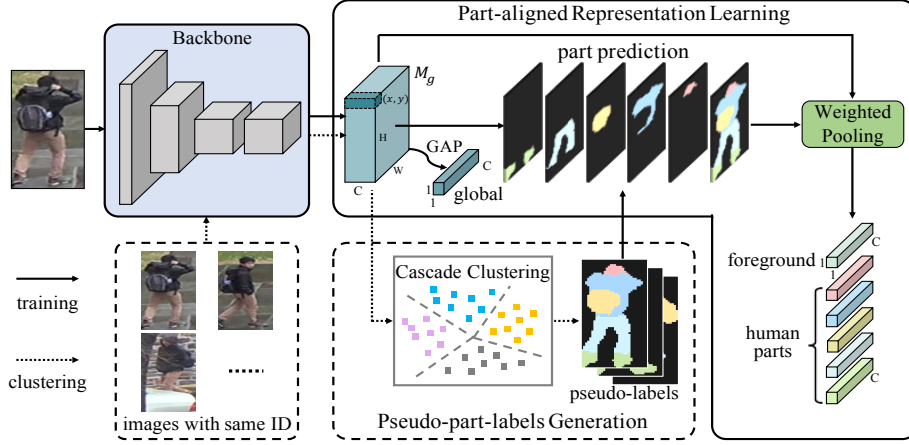 Part-aligned Representation Learning
Backbone
part prediction
M_g
(x, y)
H
W
C
GAP
C
1
1
global
Weighted
Pooling
training
clustering
images with same ID
Cascade Clustering
pseudo-labels
Pseudo-part-labels Generation
foreground
C
1
1
human
parts
C